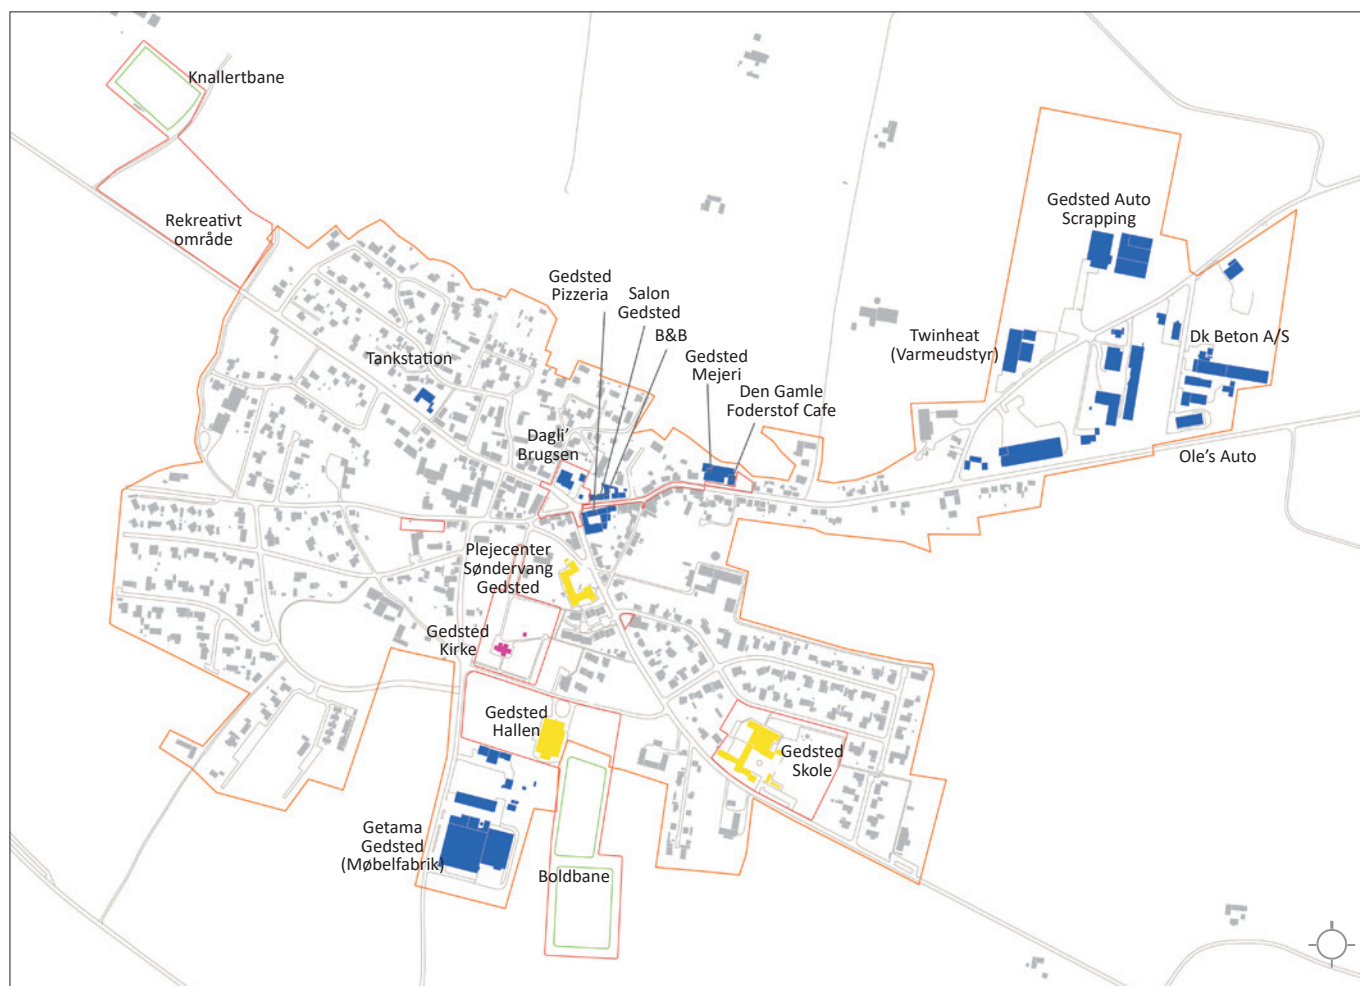 Knallertbane
Rekreativt
område
Gedsted Auto
Scrapping
Gedsted
Pizzeria
Salon
Gedsted
B&B
Twinheat
(Varmeudstyr)
Dk Beton A/S
Tankstation
Gedsted
Mejeri
Den Gamle
Foderstof Cafe
Dagli’
Brugsen
Ole's Auto
Plejecenter
Søndervang
Gedsted
Gedsted
Kirke
Gedsted
Hallen
Gedsted
Skole
Getama
Gedsted
(Møbelfabrik)
Boldbane